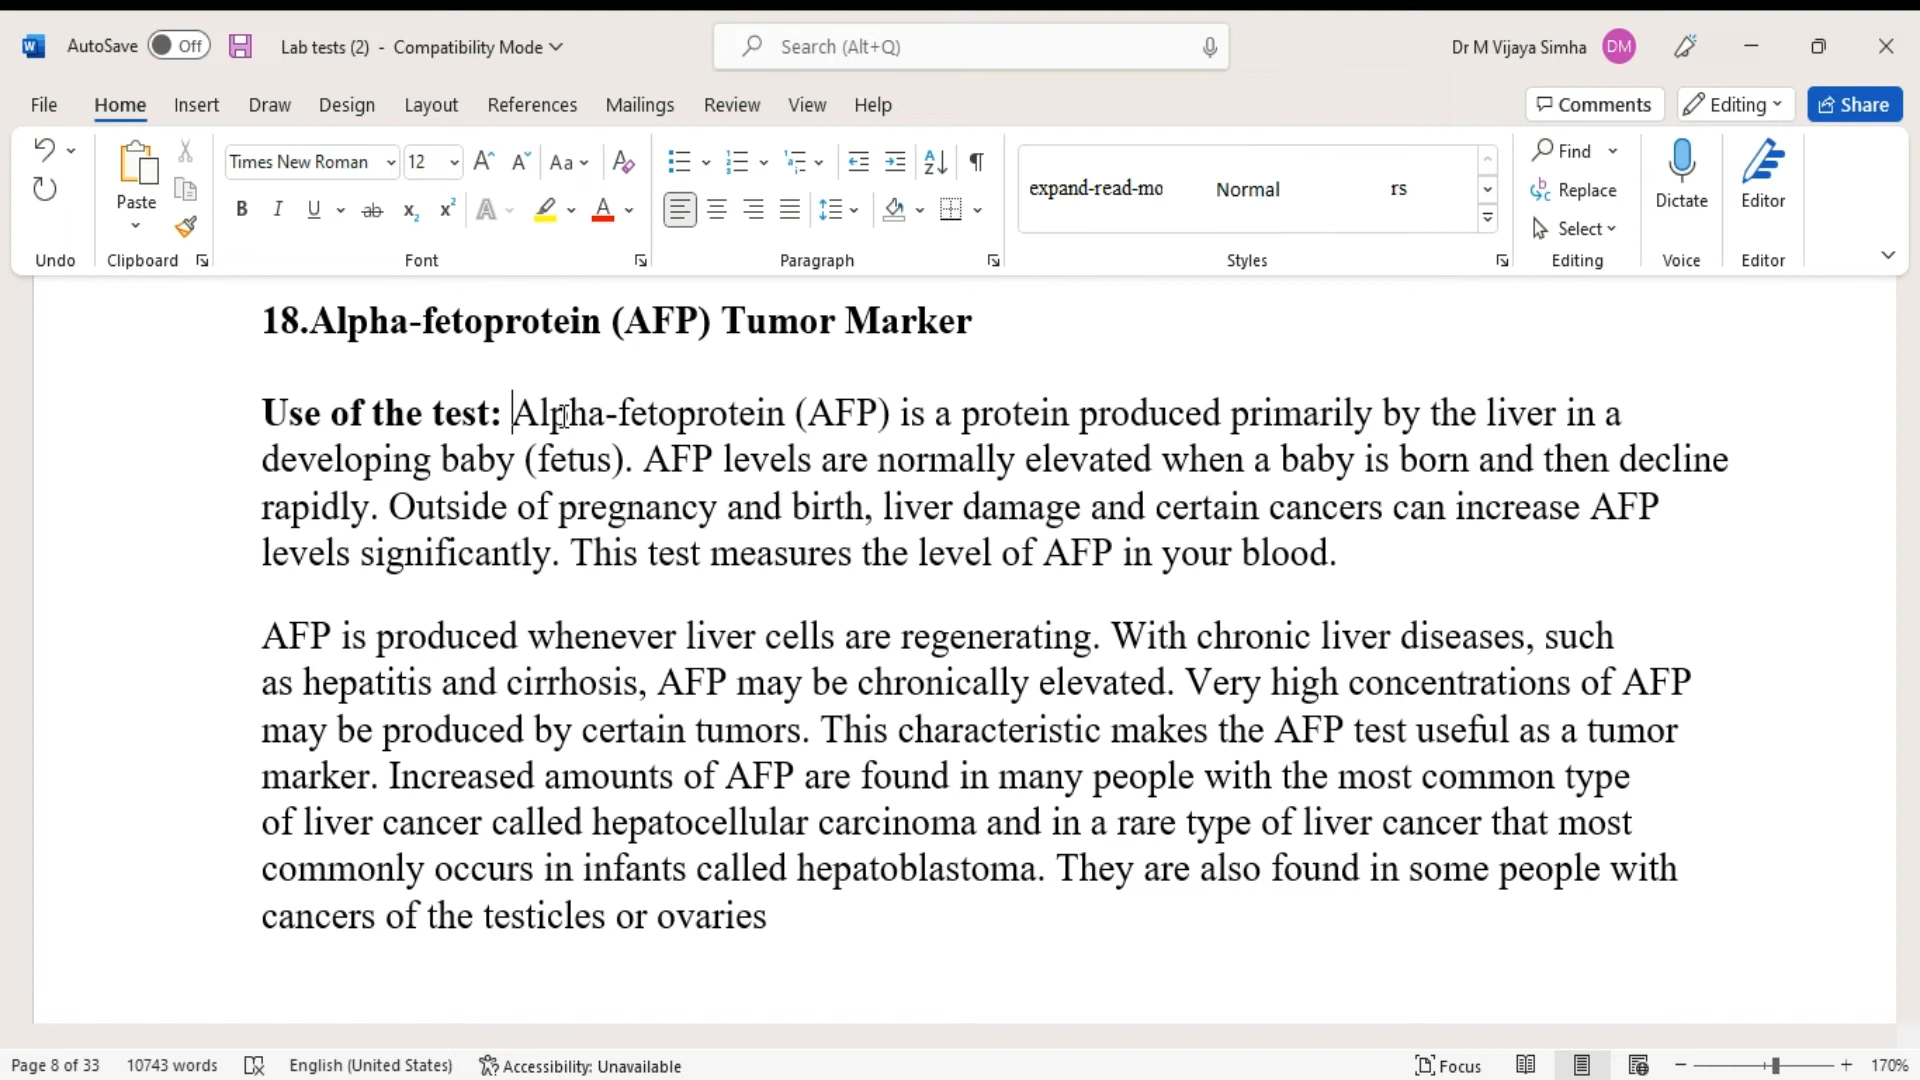 AutoSave Off Lab tests (2) - Compatibility Mode Search (Alt+Q) Dr M Vijaya Simha DM
File Home Insert Draw Design Layout References Mailings Review View Help Comments Editing Share
Paste
Times New Roman 12 Aa
B I U ab x₂ x² A A
expand-read-mo Normal rs
Find
Replace
Select
Dictate
Editor
Undo Clipboard Font Paragraph Styles Editing Voice Editor
18.Alpha-fetoprotein (AFP) Tumor Marker
Use of the test: Alpha-fetoprotein (AFP) is a protein produced primarily by the liver in a
developing baby (fetus). AFP levels are normally elevated when a baby is born and then decline
rapidly. Outside of pregnancy and birth, liver damage and certain cancers can increase AFP
levels significantly. This test measures the level of AFP in your blood.
AFP is produced whenever liver cells are regenerating. With chronic liver diseases, such
as hepatitis and cirrhosis, AFP may be chronically elevated. Very high concentrations of AFP
may be produced by certain tumors. This characteristic makes the AFP test useful as a tumor
marker. Increased amounts of AFP are found in many people with the most common type
of liver cancer called hepatocellular carcinoma and in a rare type of liver cancer that most
commonly occurs in infants called hepatoblastoma. They are also found in some people with
cancers of the testicles or ovaries
Page 8 of 33 10743 words English (United States) Accessibility: Unavailable Focus 170%